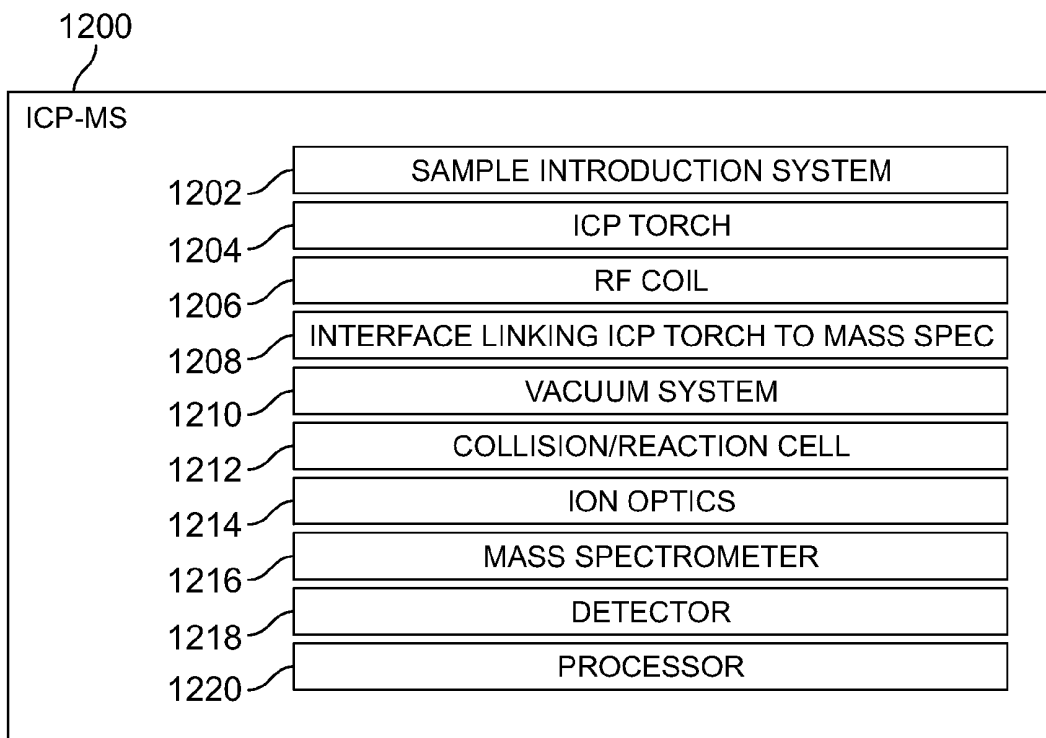 1200
ICP-MS
1202 SAMPLE INTRODUCTION SYSTEM
1204 ICP TORCH
1206 RF COIL
1208 INTERFACE LINKING ICP TORCH TO MASS SPEC
1210 VACUUM SYSTEM
1212 COLLISION/REACTION CELL
1214 ION OPTICS
1216 MASS SPECTROMETER
1218 DETECTOR
1220 PROCESSOR